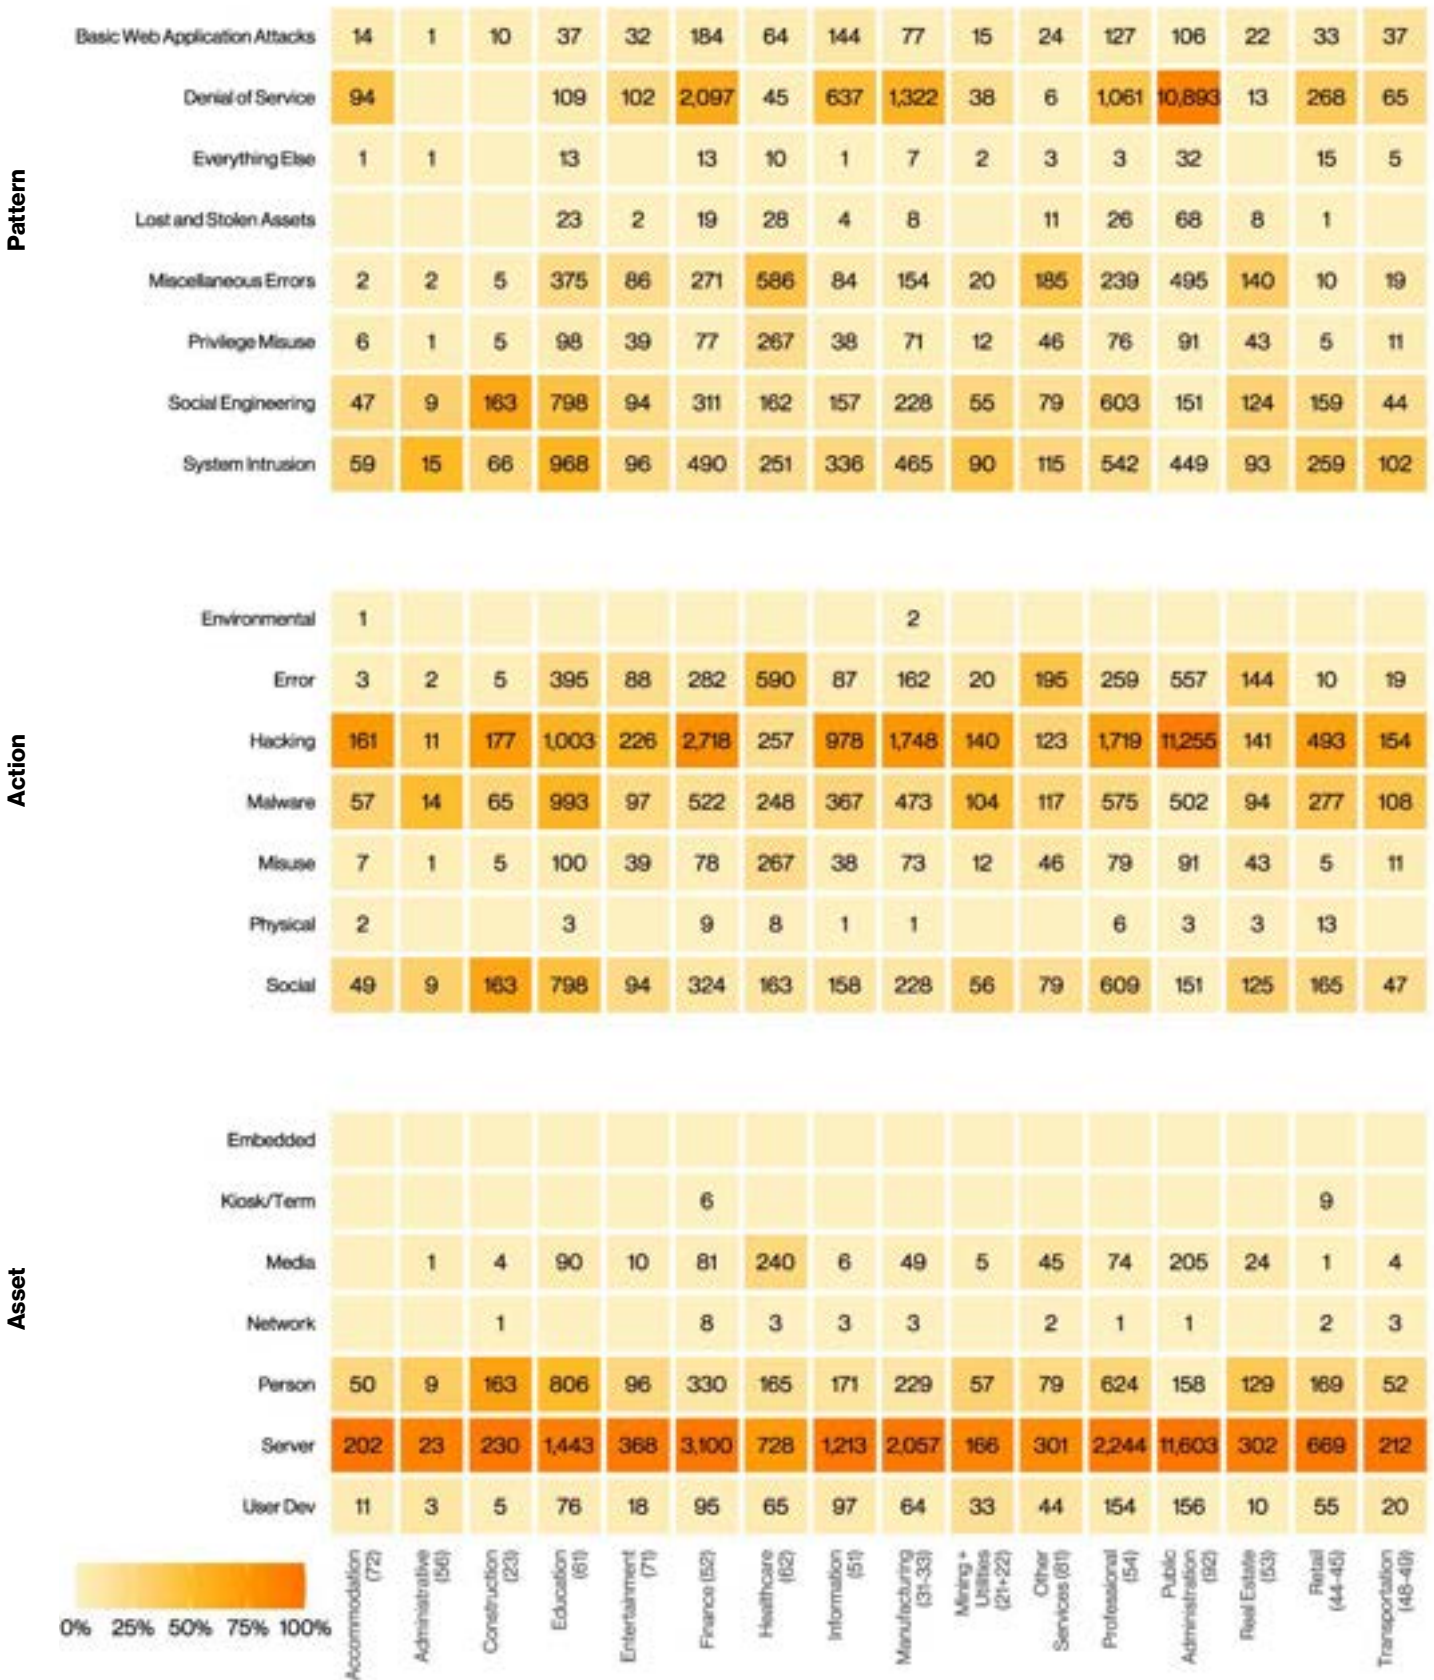 Pattern
Basic Web Application Attacks 14 1 10 37 32 184 64 144 77 15 24 127 106 22 33 37
Denial of Service 94 109 102 2,097 45 637 1,322 38 6 1,061 10,893 13 268 65
Everything Else 1 1 13 13 10 1 7 2 3 3 32 15 5
Lost and Stolen Assets 23 2 19 28 4 8 11 26 68 8 1
Miscellaneous Errors 2 2 5 375 86 271 586 84 154 20 185 239 495 140 10 19
Privilege Misuse 6 1 5 98 39 77 267 38 71 12 46 76 91 43 5 11
Social Engineering 47 9 163 798 94 311 162 157 228 55 79 603 151 124 159 44
System Intrusion 59 15 66 968 96 490 251 336 465 90 115 542 449 93 259 102
Action
Environmental 1 2
Error 3 2 5 395 88 282 590 87 162 20 195 259 557 144 10 19
Hacking 161 11 177 1,003 226 2,718 257 978 1,748 140 123 1,719 11,255 141 493 154
Malware 57 14 65 993 97 522 248 367 473 104 117 575 502 94 277 108
Misuse 7 1 5 100 39 78 267 38 73 12 46 79 91 43 5 11
Physical 2 3 9 8 1 1 6 3 3 13
Social 49 9 163 798 94 324 163 158 228 56 79 609 151 125 165 47
Asset
Embedded
Kiosk/Term 6 9
Media 1 4 90 10 81 240 6 49 5 45 74 205 24 1 4
Network 1 8 3 3 3 2 1 1 2 3
Person 50 9 163 806 96 330 165 171 229 57 79 624 158 129 169 52
Server 202 23 230 1,443 368 3,100 728 1,213 2,057 166 301 2,244 11,603 302 669 212
User Dev 11 3 5 76 18 95 65 97 64 33 44 154 156 10 55 20
0% 25% 50% 75% 100%
Accommodation
(72)
Administrative
(56)
Construction
(23)
Education
(61)
Entertainment
(71)
Finance (52)
Healthcare
(62)
Information
(51)
Manufacturing
(31-33)
Mining +
Utilities
(21+22)
Other
Services (81)
Professional
(54)
Public
Administration
(92)
Real Estate
(53)
Retail
(44-45)
Transportation
(48-49)